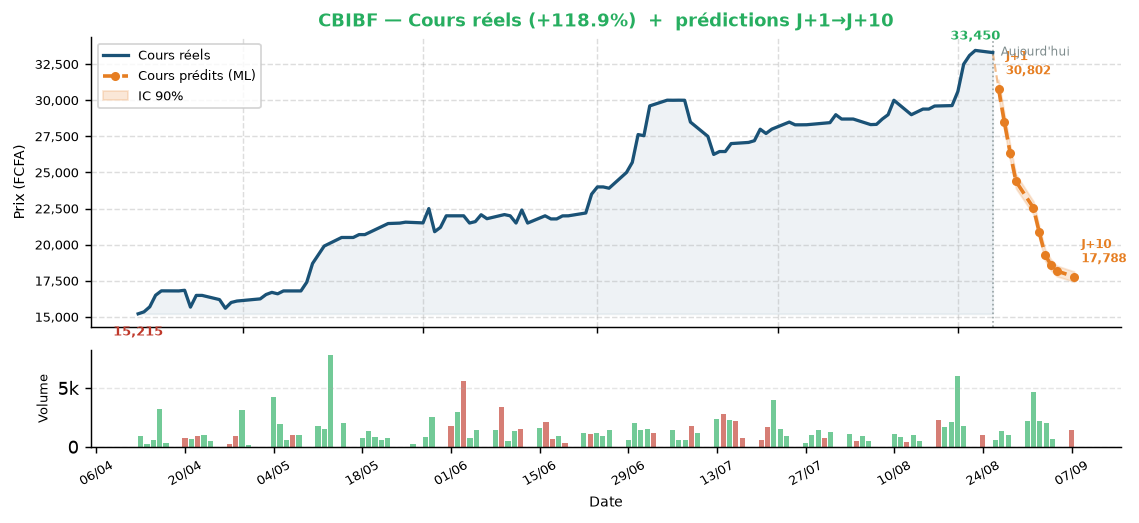 CBIBF — Cours réels (+118.9%)  +  prédictions J+1→J+10
33,450
Aujourd'hui
Cours réels
Cours prédits (ML)
IC 90%
J+1
30,802
J+10
17,788
15,215
Prix (FCFA)
32,500
30,000
27,500
25,000
22,500
20,000
17,500
15,000
Volume
5k
0
06/04 20/04 04/05 18/05 01/06 15/06 29/06 13/07 27/07 10/08 24/08 07/09
Date